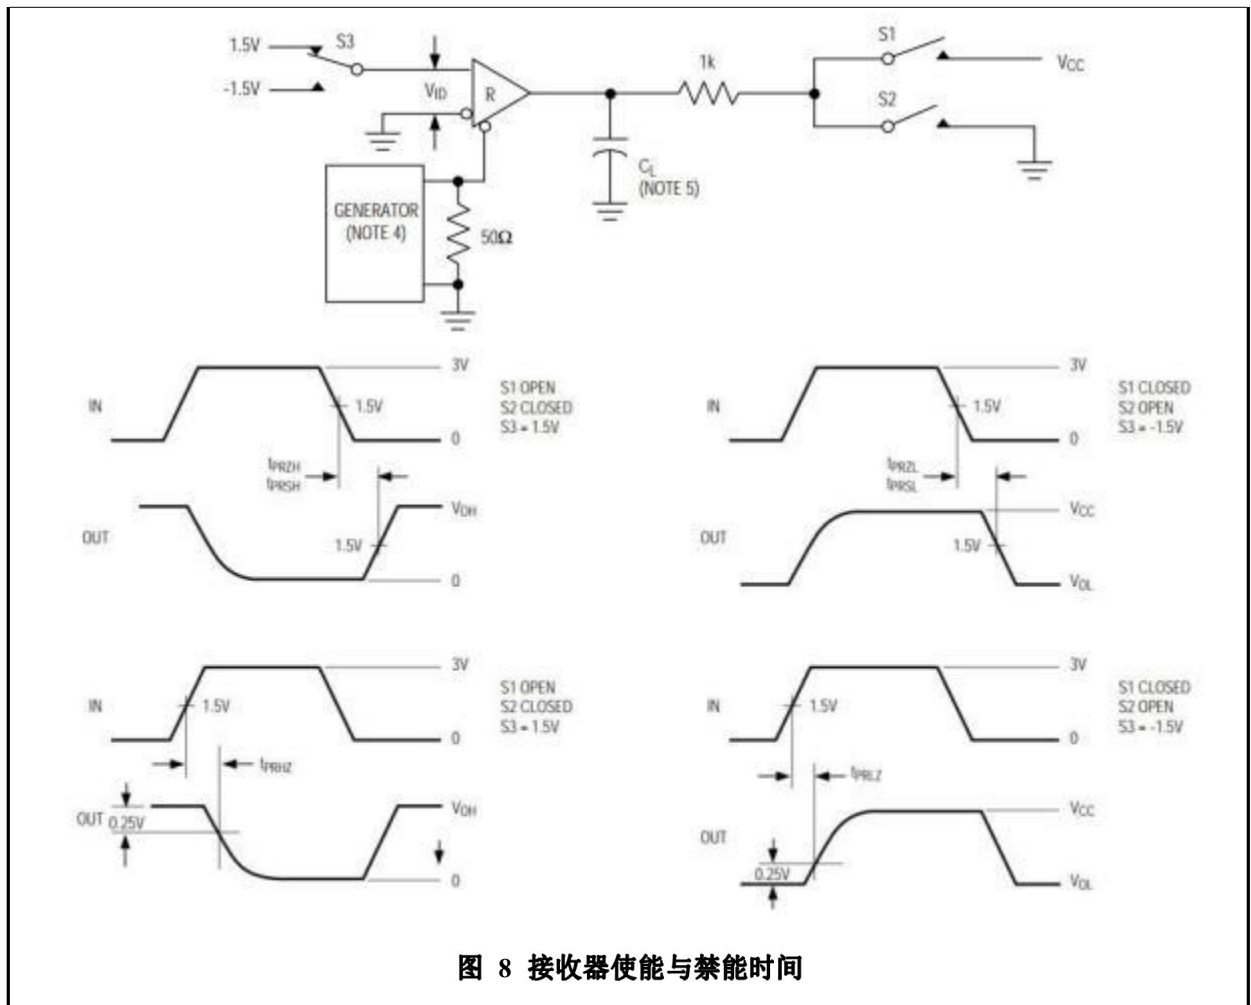 1.5V
S3
-1.5V
VID
R
1k
S1
VCC
S2
CL
(NOTE 5)
GENERATOR
(NOTE 4)
50Ω
IN
3V
1.5V
0
S1 OPEN
S2 CLOSED
S3 = 1.5V
tPRZH
tPRSH
OUT
VOH
1.5V
0
IN
3V
1.5V
0
S1 CLOSED
S2 OPEN
S3 = -1.5V
tPRZL
tPRSL
OUT
VCC
1.5V
VOL
IN
3V
1.5V
0
S1 OPEN
S2 CLOSED
S3 = 1.5V
tPRHZ
OUT
0.25V
VOH
0
IN
3V
1.5V
0
S1 CLOSED
S2 OPEN
S3 = -1.5V
tPRLZ
OUT
0.25V
VCC
VOL
图 8 接收器使能与禁能时间